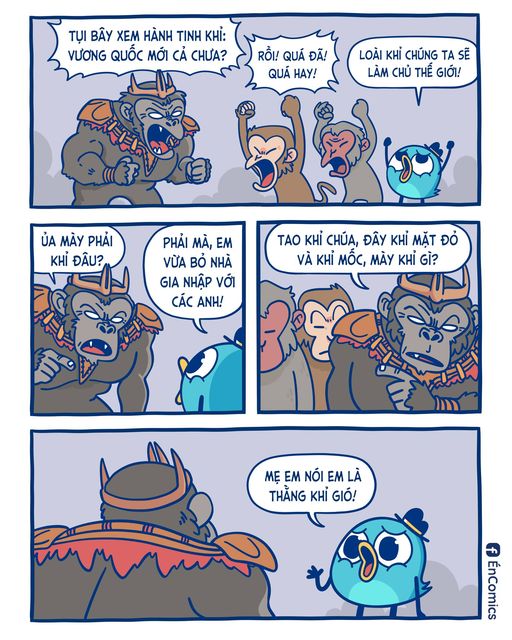 TỤI BÂY XEM HÀNH TINH KHỈ:
VƯƠNG QUỐC MỚI CẢ CHƯA?
RỒI! QUÁ ĐÃ!
QUÁ HAY!
LOÀI KHỈ CHÚNG TA SẼ
LÀM CHỦ THẾ GIỚI!
ỦA MÀY PHẢI
KHỈ ĐÂU?
PHẢI MÀ, EM
VỪA BỎ NHÀ
GIA NHẬP VỚI
CÁC ANH!
TAO KHỈ CHÚA, ĐÂY KHỈ MẶT ĐỎ
VÀ KHỈ MỐC, MÀY KHỈ GÌ?
MẸ EM NÓI EM LÀ
THẰNG KHỈ GIÓ!
ÉnComics